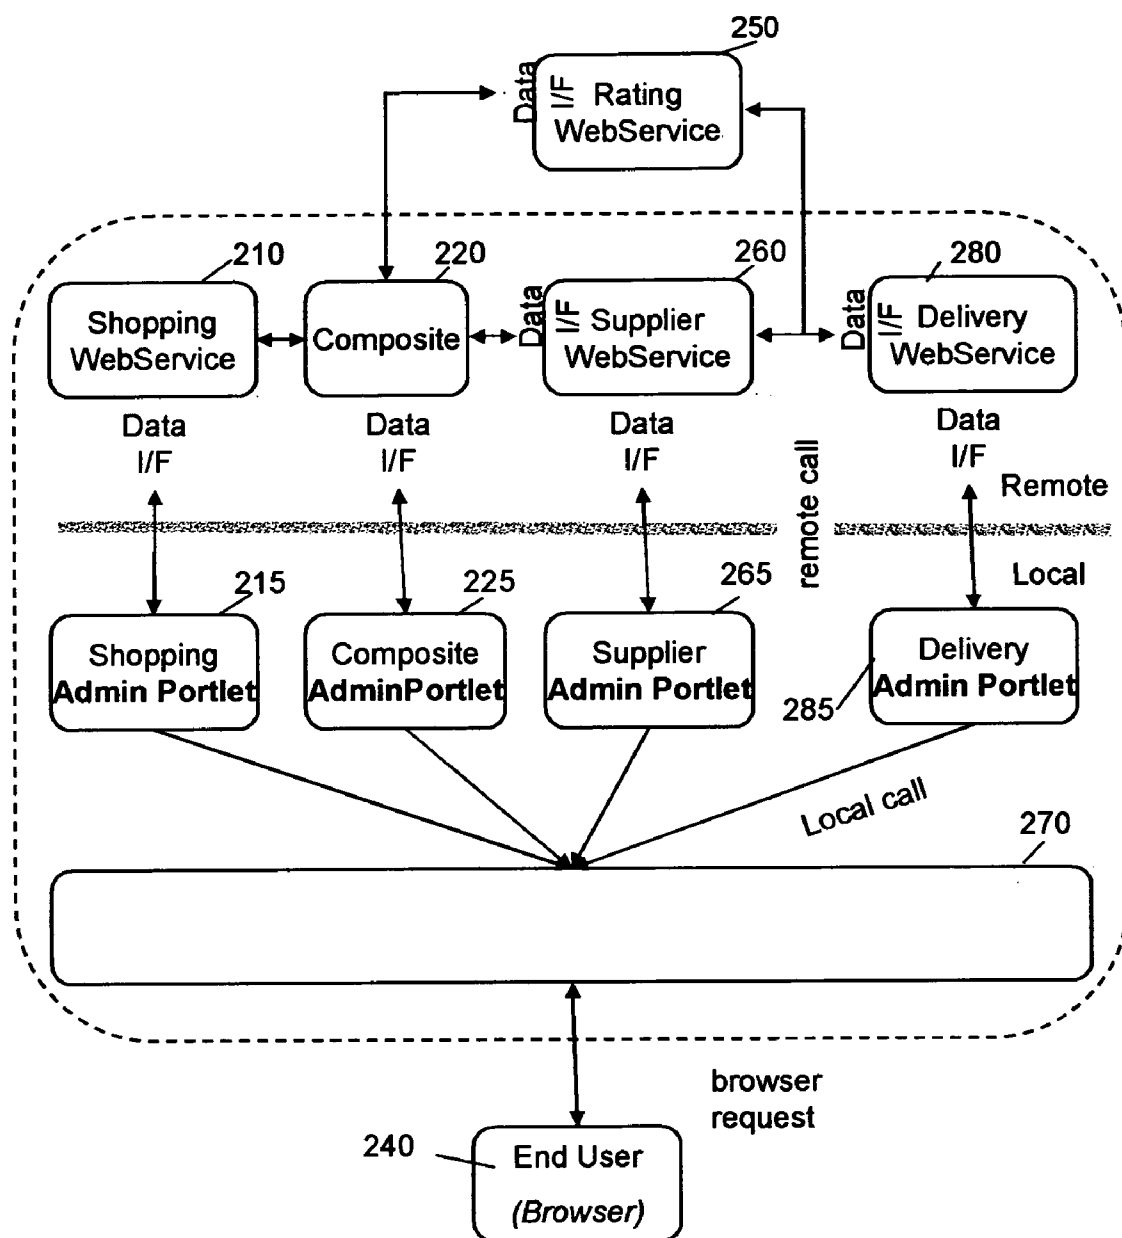 250
Data
I/F
Rating
WebService
210
220
260
280
Shopping
WebService
Composite
Data
I/F
Supplier
WebService
Data
I/F
Delivery
WebService
Data
I/F
Data
I/F
Data
I/F
Data
I/F
remote call
Remote
Local
215
225
265
Shopping
Admin Portlet
Composite
AdminPortlet
Supplier
Admin Portlet
Delivery
Admin Portlet
285
Local call
270
browser
request
240
End User
(Browser)